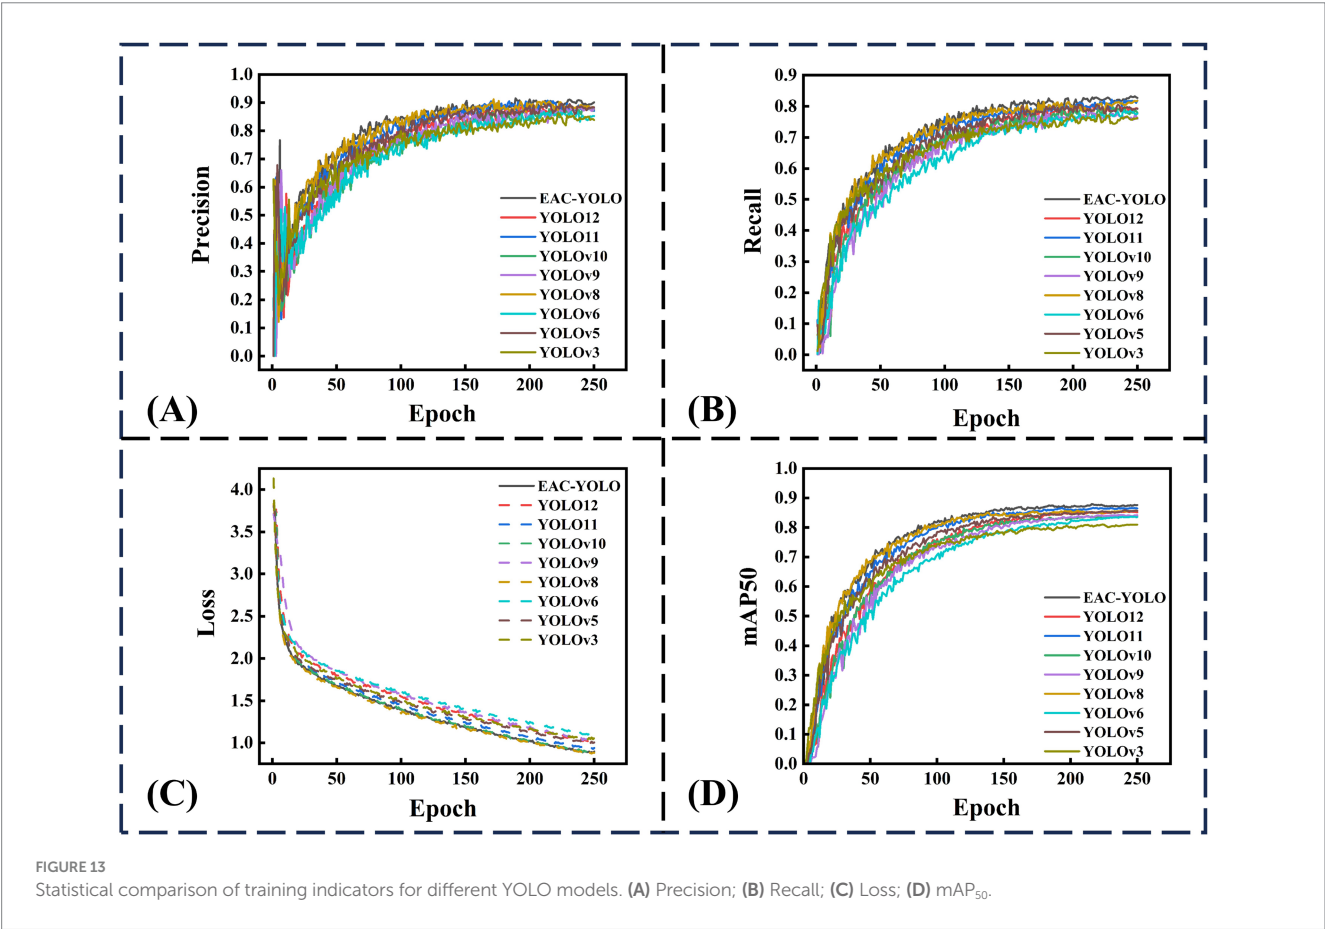 1.0
0.9
0.8
0.7
0.6
0.5
0.4
0.3
0.2
0.1
0.0
Precision
EAC-YOLO
YOLO12
YOLO11
YOLOv10
YOLOv9
YOLOv8
YOLOv6
YOLOv5
YOLOv3
0 50 100 150 200 250
Epoch
(A)
0.9
0.8
0.7
0.6
0.5
0.4
0.3
0.2
0.1
0.0
Recall
EAC-YOLO
YOLO12
YOLO11
YOLOv10
YOLOv9
YOLOv8
YOLOv6
YOLOv5
YOLOv3
0 50 100 150 200 250
Epoch
(B)
4.0
3.5
3.0
2.5
2.0
1.5
1.0
Loss
EAC-YOLO
YOLO12
YOLO11
YOLOv10
YOLOv9
YOLOv8
YOLOv6
YOLOv5
YOLOv3
0 50 100 150 200 250
Epoch
(C)
1.0
0.9
0.8
0.7
0.6
0.5
0.4
0.3
0.2
0.1
0.0
mAP50
EAC-YOLO
YOLO12
YOLO11
YOLOv10
YOLOv9
YOLOv8
YOLOv6
YOLOv5
YOLOv3
0 50 100 150 200 250
Epoch
(D)
FIGURE 13
Statistical comparison of training indicators for different YOLO models. (A) Precision; (B) Recall; (C) Loss; (D) mAP₅₀.